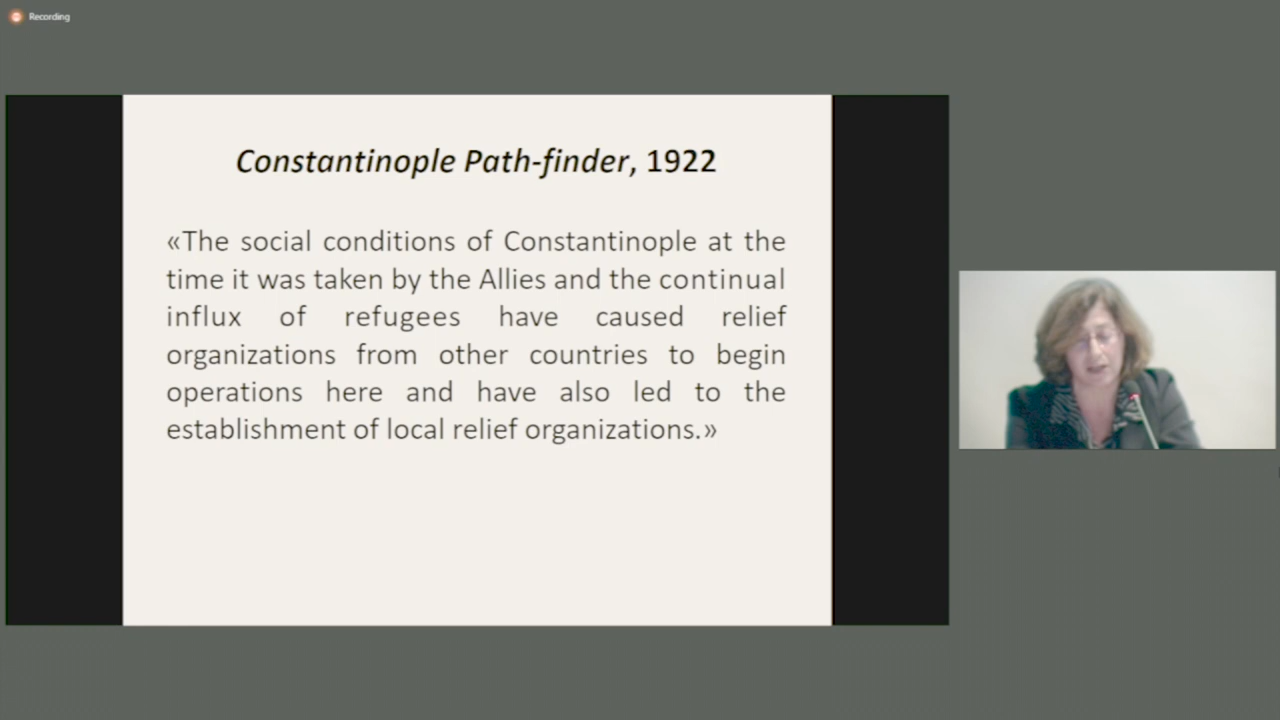 Recording
Constantinople Path-finder, 1922
«The social conditions of Constantinople at the
time it was taken by the Allies and the continual
influx of refugees have caused relief
organizations from other countries to begin
operations here and have also led to the
establishment of local relief organizations.»